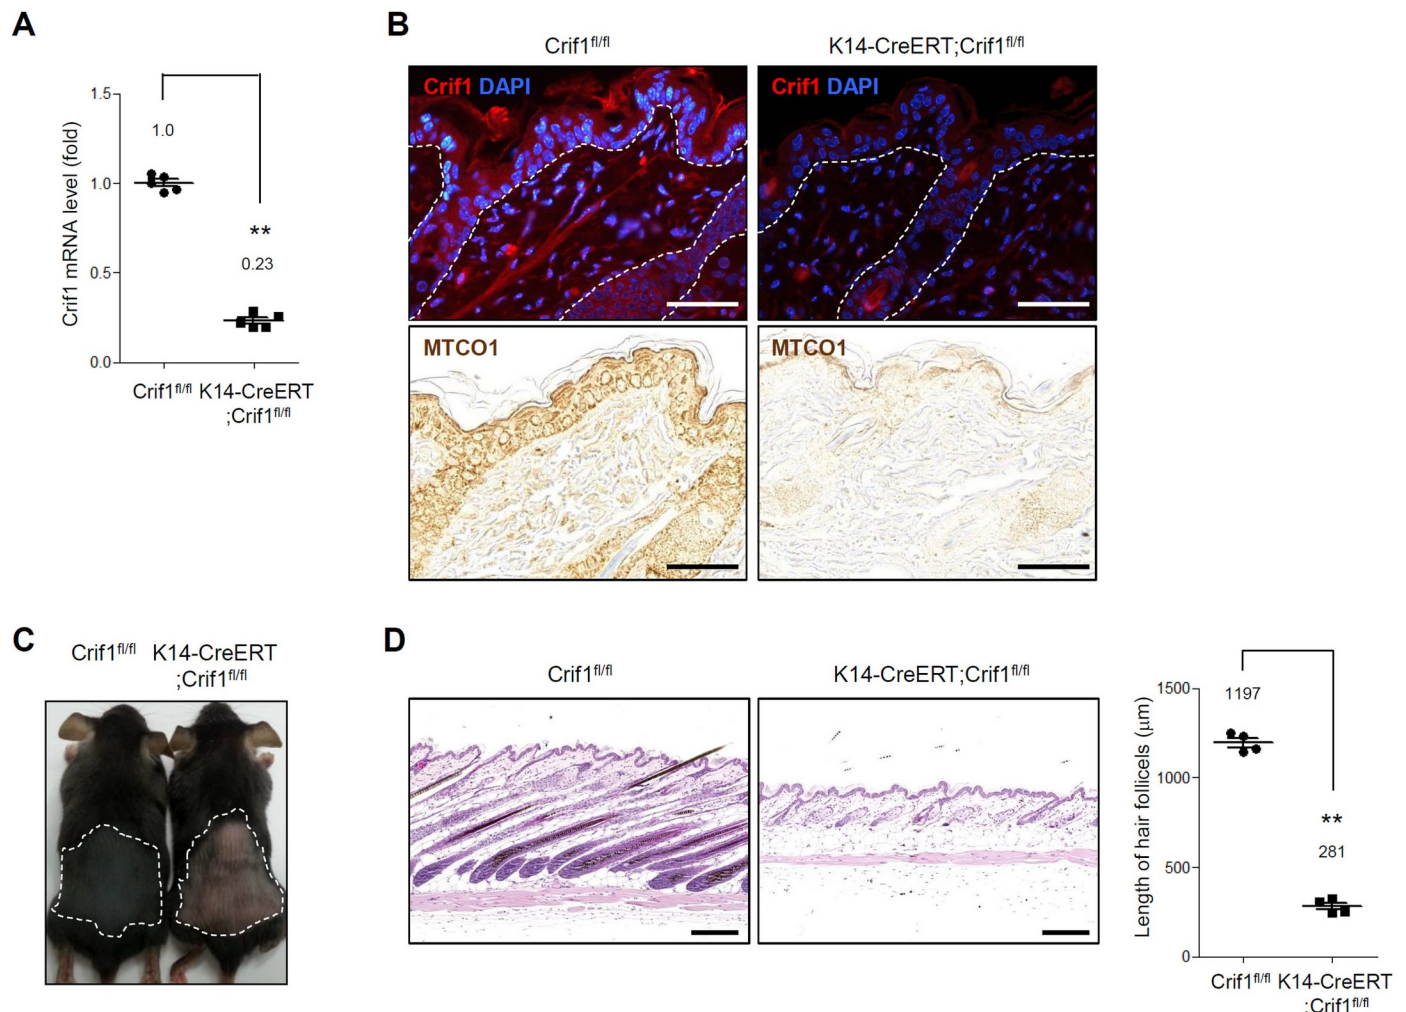 A
1.5
1.0
0.5
0.0
Crif1 mRNA level (fold)
1.0
**
0.23
Crif1fl/fl K14-CreERT
;Crif1fl/fl
B
Crif1fl/fl
K14-CreERT;Crif1fl/fl
Crif1 DAPI
Crif1 DAPI
MTCO1
MTCO1
C
Crif1fl/fl K14-CreERT
;Crif1fl/fl
D
Crif1fl/fl
K14-CreERT;Crif1fl/fl
1500
1000
500
0
Length of hair follicels (µm)
1197
**
281
Crif1fl/fl K14-CreERT
;Crif1fl/fl